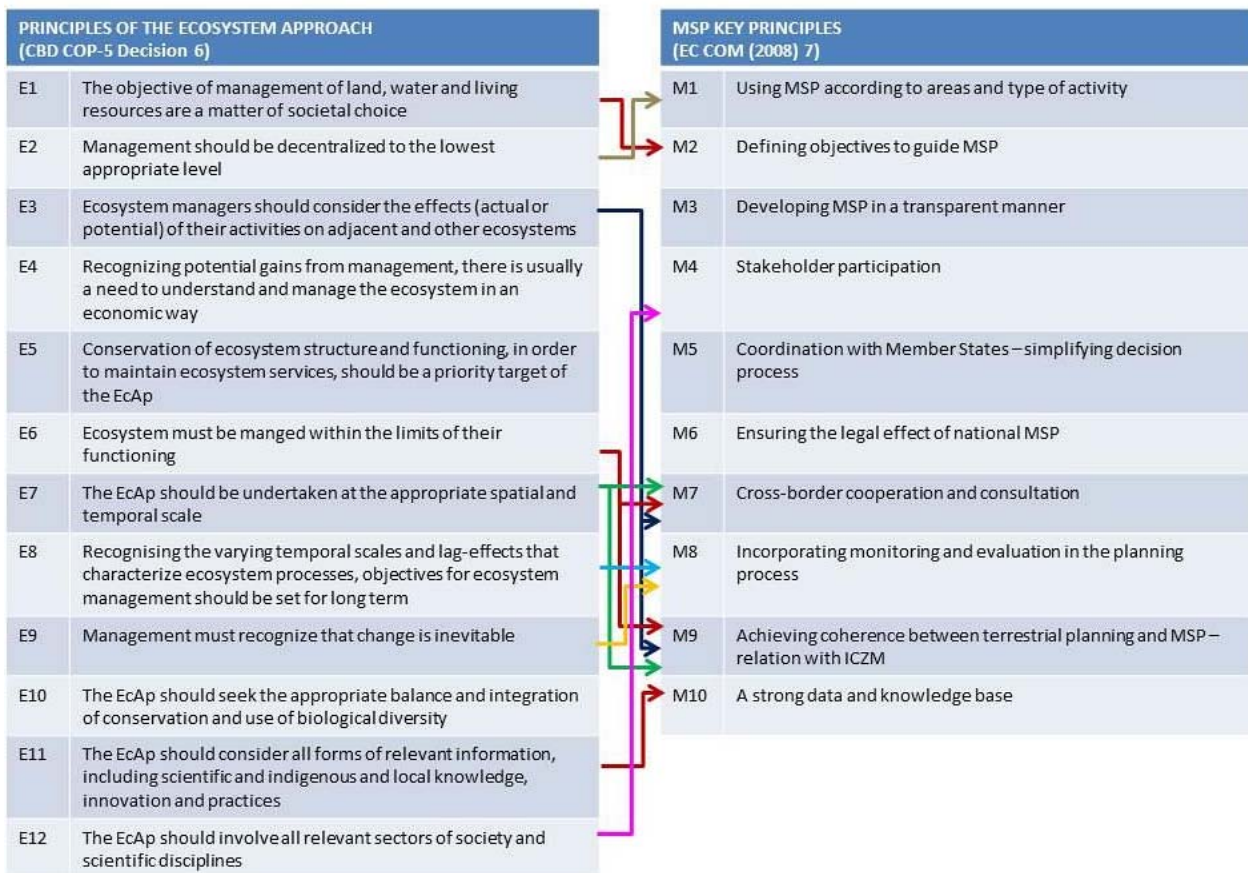 PRINCIPLES OF THE ECOSYSTEM APPROACH
(CBD COP-5 Decision 6)
E1 The objective of management of land, water and living
resources are a matter of societal choice
E2 Management should be decentralized to the lowest
appropriate level
E3 Ecosystem managers should consider the effects (actual or
potential) of their activities on adjacent and other ecosystems
E4 Recognizing potential gains from management, there is usually
a need to understand and manage the ecosystem in an
economic way
E5 Conservation of ecosystem structure and functioning, in order
to maintain ecosystem services, should be a priority target of
the EcAp
E6 Ecosystem must be manged within the limits of their
functioning
E7 The EcAp should be undertaken at the appropriate spatial and
temporal scale
E8 Recognising the varying temporal scales and lag-effects that
characterize ecosystem processes, objectives for ecosystem
management should be set for long term
E9 Management must recognize that change is inevitable
E10 The EcAp should seek the appropriate balance and integration
of conservation and use of biological diversity
E11 The EcAp should consider all forms of relevant information,
including scientific and indigenous and local knowledge,
innovation and practices
E12 The EcAp should involve all relevant sectors of society and
scientific disciplines
MSP KEY PRINCIPLES
(EC COM (2008) 7)
M1 Using MSP according to areas and type of activity
M2 Defining objectives to guide MSP
M3 Developing MSP in a transparent manner
M4 Stakeholder participation
M5 Coordination with Member States – simplifying decision
process
M6 Ensuring the legal effect of national MSP
M7 Cross-border cooperation and consultation
M8 Incorporating monitoring and evaluation in the planning
process
M9 Achieving coherence between terrestrial planning and MSP –
relation with ICZM
M10 A strong data and knowledge base